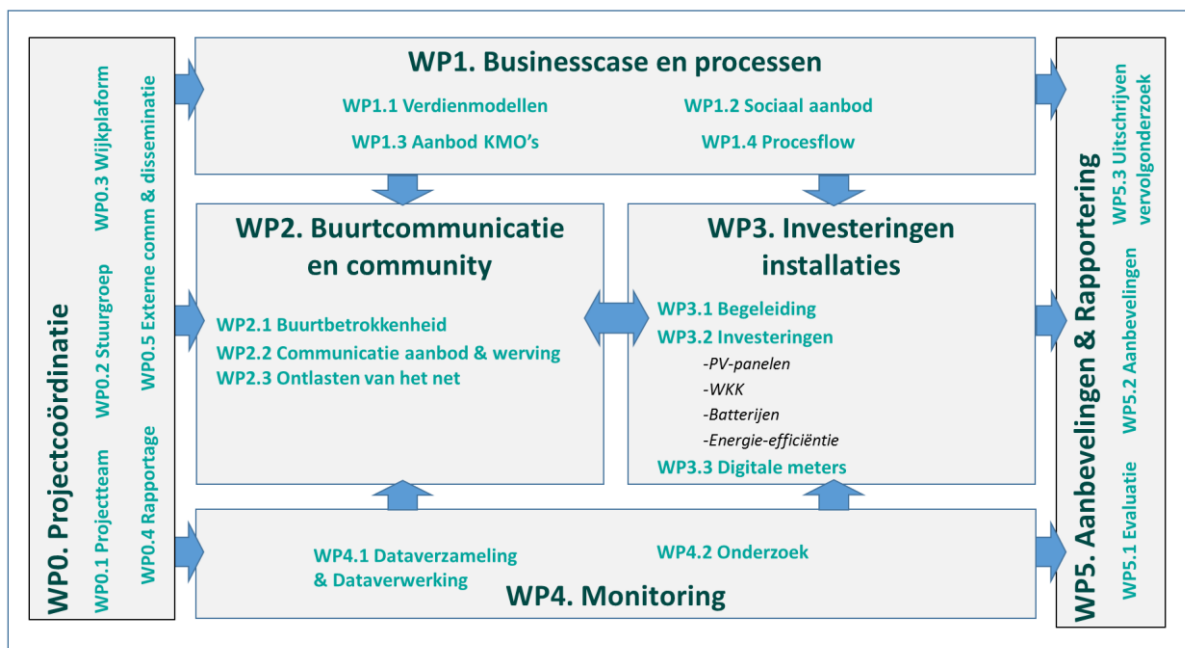 WP0. Projectcoördinatie
WP0.1 Projectteam
WP0.2 Stuurgroep
WP0.3 Wijkplaform
WP0.4 Rapportage
WP0.5 Externe comm & disseminatie
WP1. Businesscase en processen
WP1.1 Verdienmodellen
WP1.2 Sociaal aanbod
WP1.3 Aanbod KMO's
WP1.4 Procesflow
WP2. Buurtcommunicatie
en community
WP2.1 Buurtbetrokkenheid
WP2.2 Communicatie aanbod & werving
WP2.3 Ontlasten van het net
WP3. Investeringen
installaties
WP3.1 Begeleiding
WP3.2 Investeringen
-PV-panelen
-WKK
-Batterijen
-Energie-efficiëntie
WP3.3 Digitale meters
WP4.1 Dataverzameling
& Dataverwerking
WP4.2 Onderzoek
WP4. Monitoring
WP5. Aanbevelingen & Rapportering
WP5.1 Evaluatie
WP5.2 Aanbevelingen
WP5.3 Uitschrijven
vervolgonderzoek